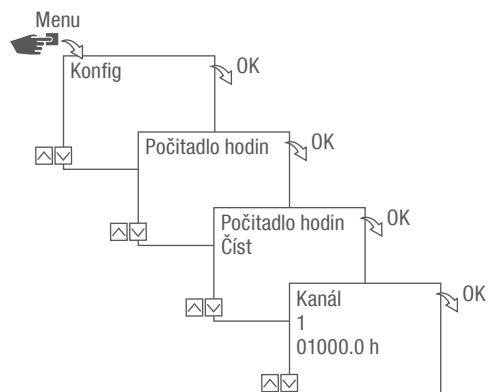 Menu
Konfig
OK
Počitadlo hodin
OK
Počitadlo hodin
Číst
OK
Kanál
1
01000.0 h
OK